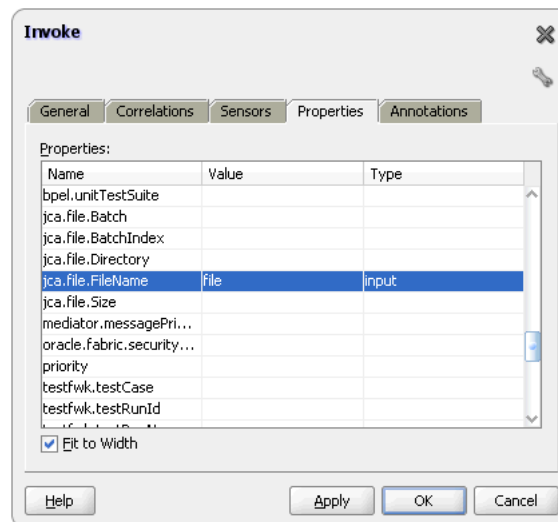 Invoke
General Correlations Sensors Properties Annotations
Properties:
Name Value Type
bpel.unitTestSuite
jca.file.Batch
jca.file.BatchIndex
jca.file.Directory
jca.file.FileName file input
jca.file.Size
mediator.messagePri...
oracle.fabric.security...
priority
testfwk.testCase
testfwk.testRunId
Fit to Width
Help Apply OK Cancel